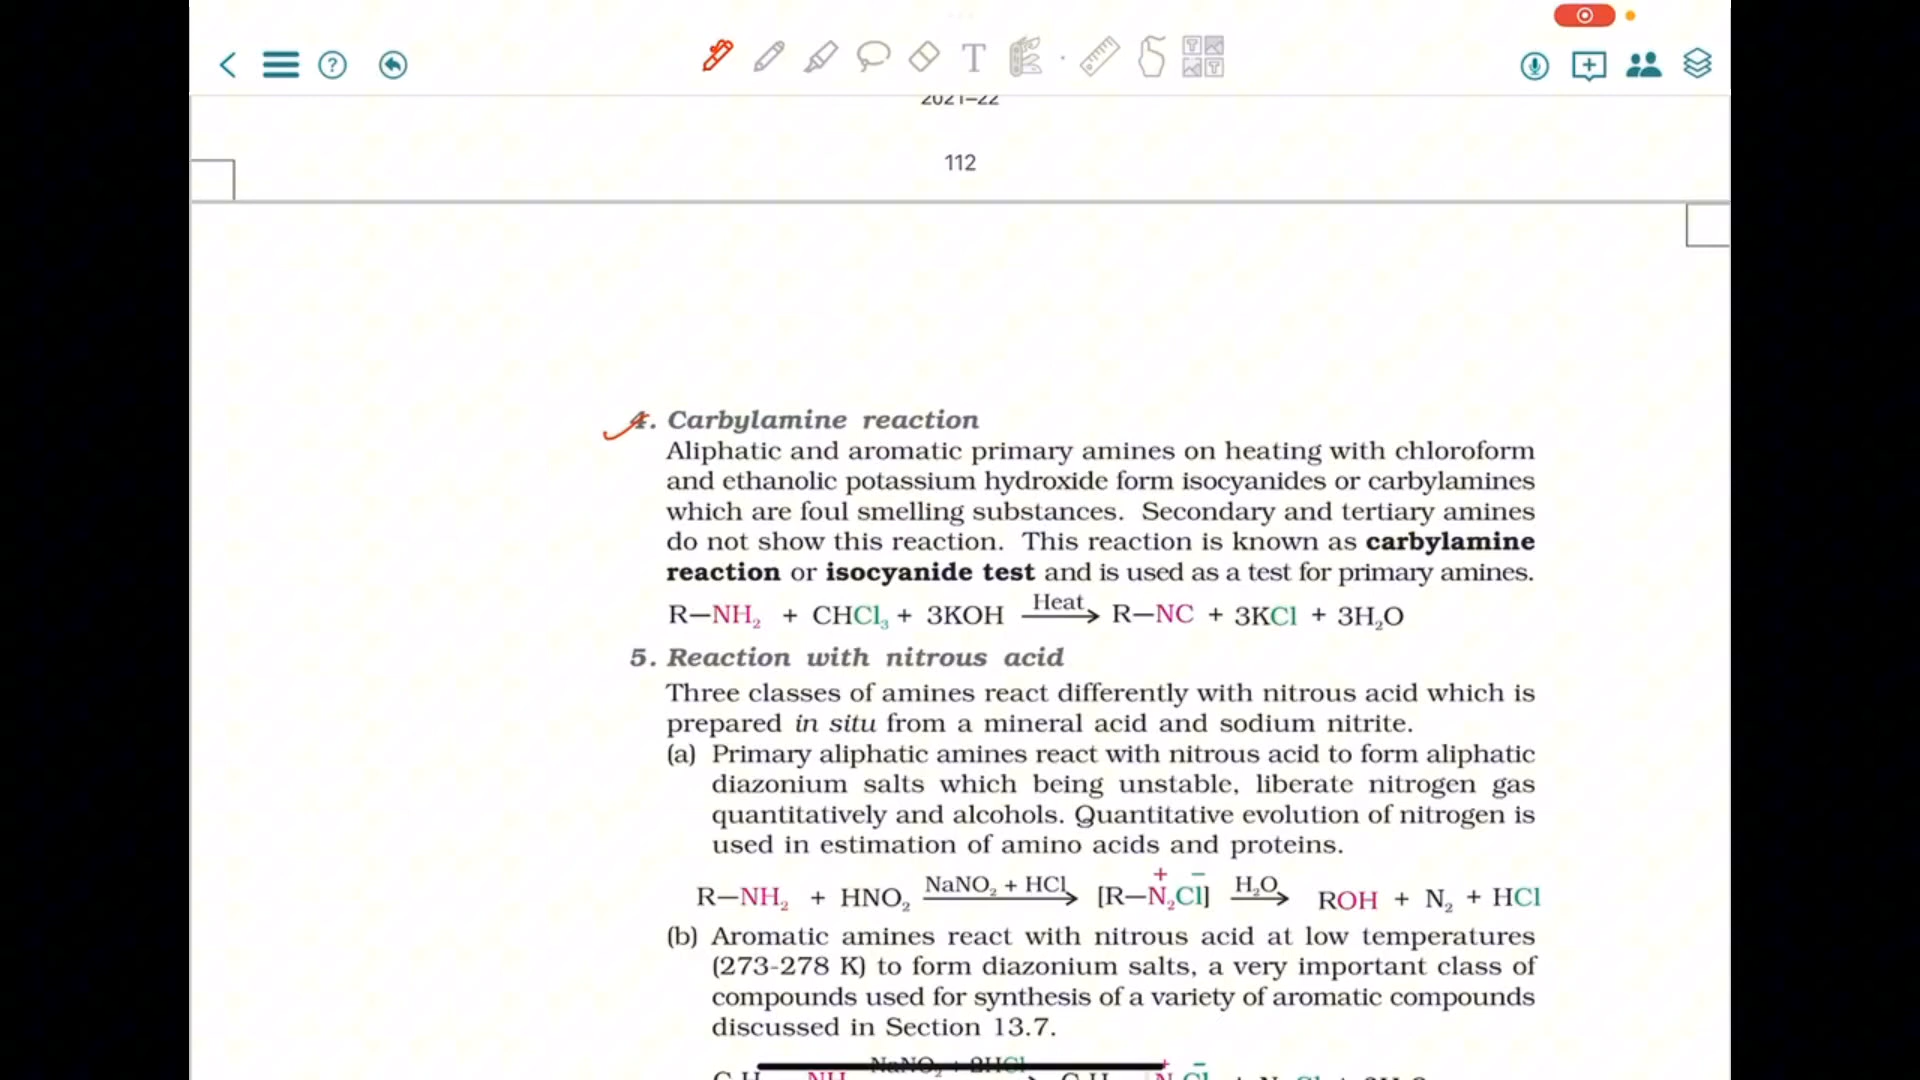 2021–22
112
4. Carbylamine reaction
Aliphatic and aromatic primary amines on heating with chloroform
and ethanolic potassium hydroxide form isocyanides or carbylamines
which are foul smelling substances. Secondary and tertiary amines
do not show this reaction. This reaction is known as carbylamine
reaction or isocyanide test and is used as a test for primary amines.
R—NH₂ + CHCl₃ + 3KOH —Heat→ R—NC + 3KCl + 3H₂O
5. Reaction with nitrous acid
Three classes of amines react differently with nitrous acid which is
prepared in situ from a mineral acid and sodium nitrite.
(a) Primary aliphatic amines react with nitrous acid to form aliphatic
diazonium salts which being unstable, liberate nitrogen gas
quantitatively and alcohols. Quantitative evolution of nitrogen is
used in estimation of amino acids and proteins.
R—NH₂ + HNO₂ —NaNO₂ + HCl→ [R—N⁺₂Cl⁻] —H₂O→ ROH + N₂ + HCl
(b) Aromatic amines react with nitrous acid at low temperatures
(273-278 K) to form diazonium salts, a very important class of
compounds used for synthesis of a variety of aromatic compounds
discussed in Section 13.7.
NaNO₂ + 2HCl